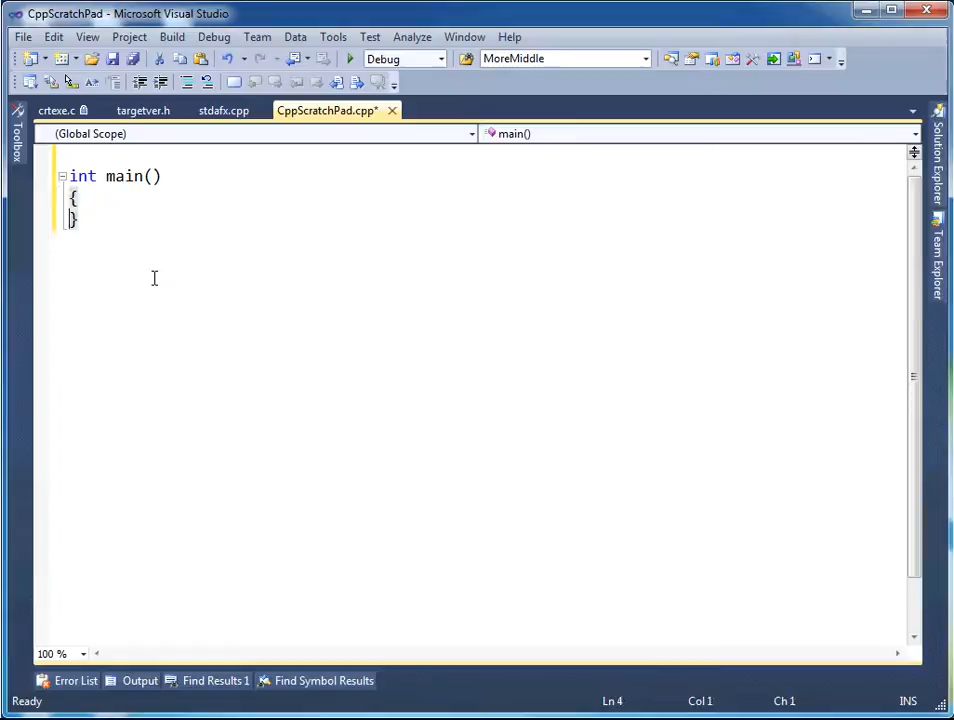 CppScratchPad - Microsoft Visual Studio
File Edit View Project Build Debug Team Data Tools Test Analyze Window Help
Debug MoreMiddle
crtexe.c targetver.h stdafx.cpp CppScratchPad.cpp*
(Global Scope) main()
int main()
{
}
Toolbox
Solution Explorer
Team Explorer
100 %
Error List Output Find Results 1 Find Symbol Results
Ready Ln 4 Col 1 Ch 1 INS